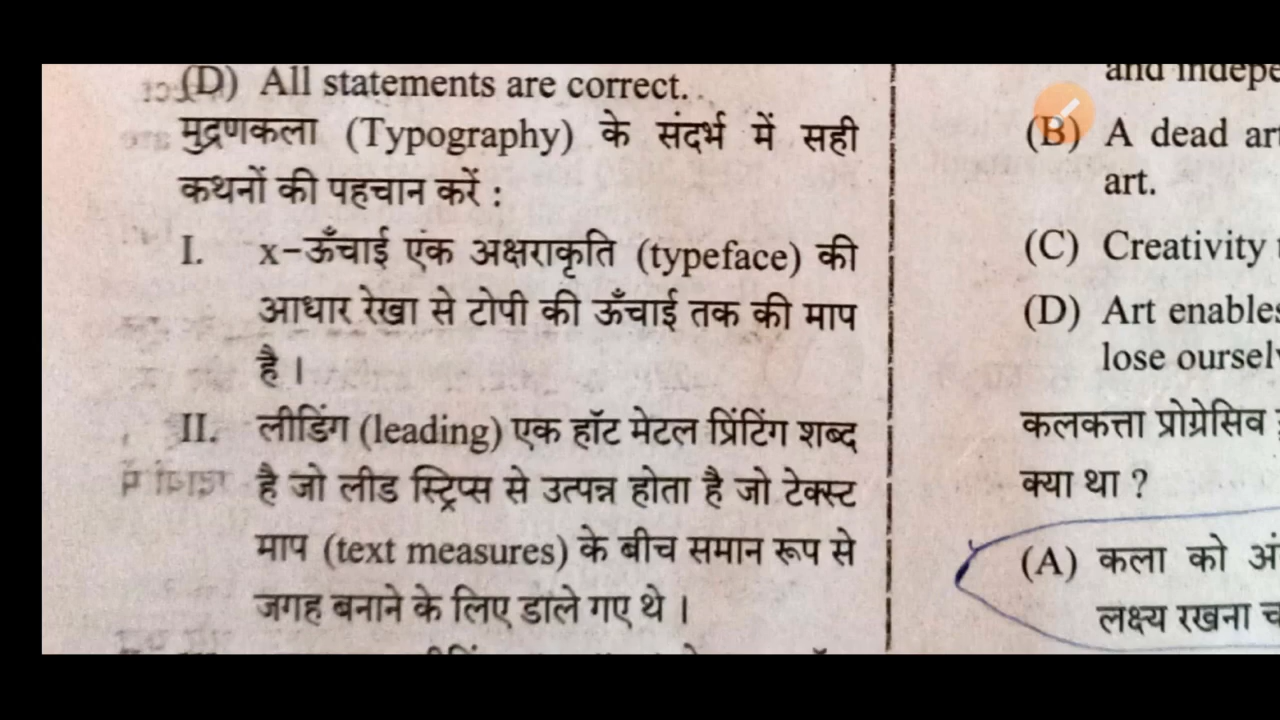 (D) All statements are correct.
मुद्रणकला (Typography) के संदर्भ में सही
कथनों की पहचान करें :
I. x-ऊँचाई एक अक्षराकृति (typeface) की
आधार रेखा से टोपी की ऊँचाई तक की माप
है ।
II. लीडिंग (leading) एक हॉट मेटल प्रिंटिंग शब्द
है जो लीड स्ट्रिप्स से उत्पन्न होता है जो टेक्स्ट
माप (text measures) के बीच समान रूप से
जगह बनाने के लिए डाले गए थे ।
(B) A dead
art.
(C) Creativity
(D) Art enables
lose
कलकत्ता प्रोग्रेसिव
क्या था ?
(A) कला को
लक्ष्य रखना